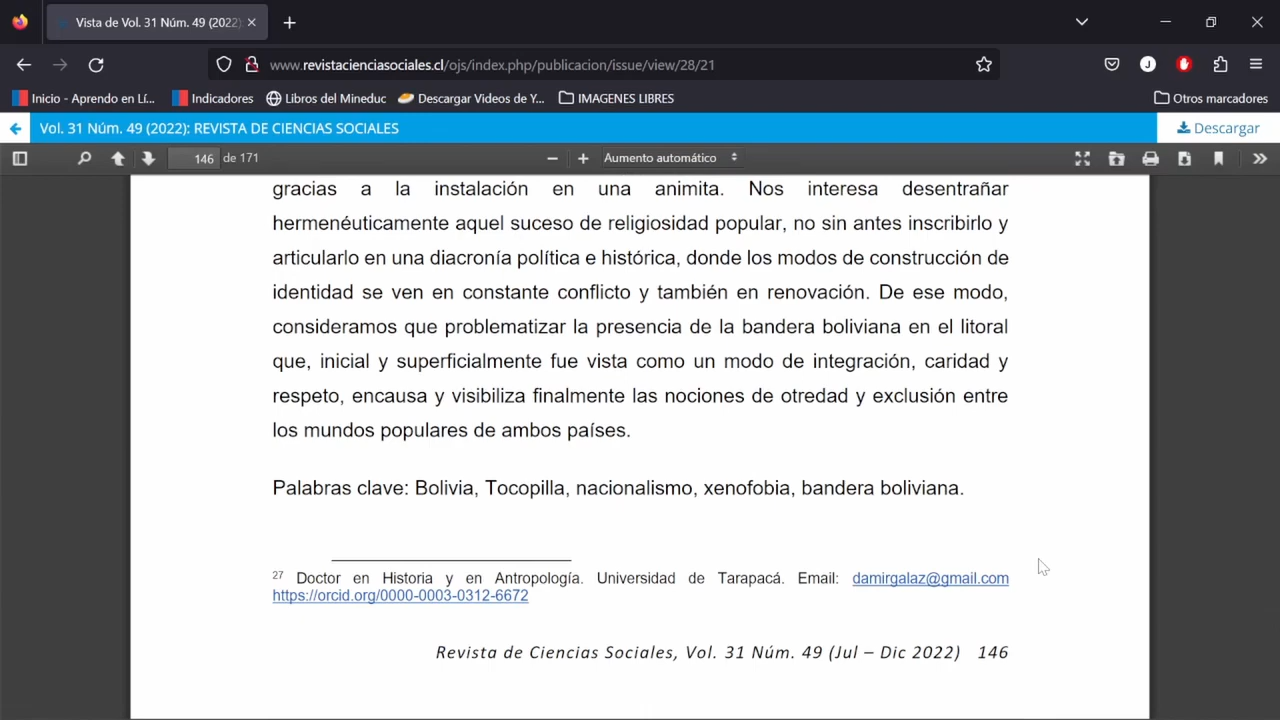 Vista de Vol. 31 Núm. 49 (2022)
www.revistacienciasociales.cl/ojs/index.php/publicacion/issue/view/28/21
Inicio - Aprendo en Lí... Indicadores Libros del Mineduc Descargar Videos de Y... IMAGENES LIBRES Otros marcadores
Vol. 31 Núm. 49 (2022): REVISTA DE CIENCIAS SOCIALES Descargar
146 de 171 Aumento automático
gracias a la instalación en una animita. Nos interesa desentrañar
hermenéuticamente aquel suceso de religiosidad popular, no sin antes inscribirlo y
articularlo en una diacronía política e histórica, donde los modos de construcción de
identidad se ven en constante conflicto y también en renovación. De ese modo,
consideramos que problematizar la presencia de la bandera boliviana en el litoral
que, inicial y superficialmente fue vista como un modo de integración, caridad y
respeto, encausa y visibiliza finalmente las nociones de otredad y exclusión entre
los mundos populares de ambos países.
Palabras clave: Bolivia, Tocopilla, nacionalismo, xenofobia, bandera boliviana.
27 Doctor en Historia y en Antropología. Universidad de Tarapacá. Email: damirgalaz@gmail.com
https://orcid.org/0000-0003-0312-6672
Revista de Ciencias Sociales, Vol. 31 Núm. 49 (Jul – Dic 2022) 146